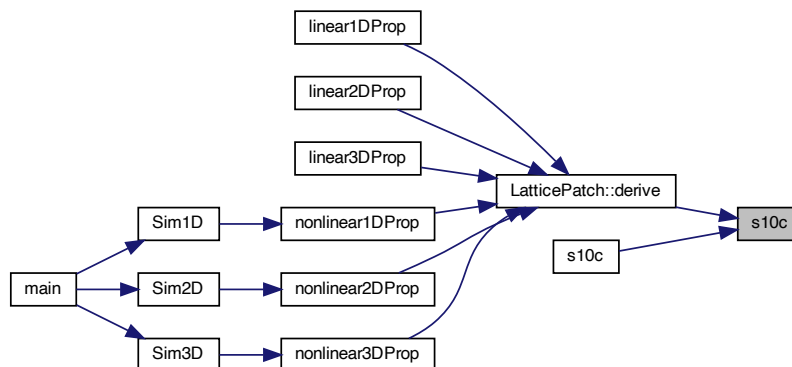 linear1DProp
linear2DProp
linear3DProp
LatticePatch::derive
Sim1D
nonlinear1DProp
s10c
s10c
main
Sim2D
nonlinear2DProp
Sim3D
nonlinear3DProp